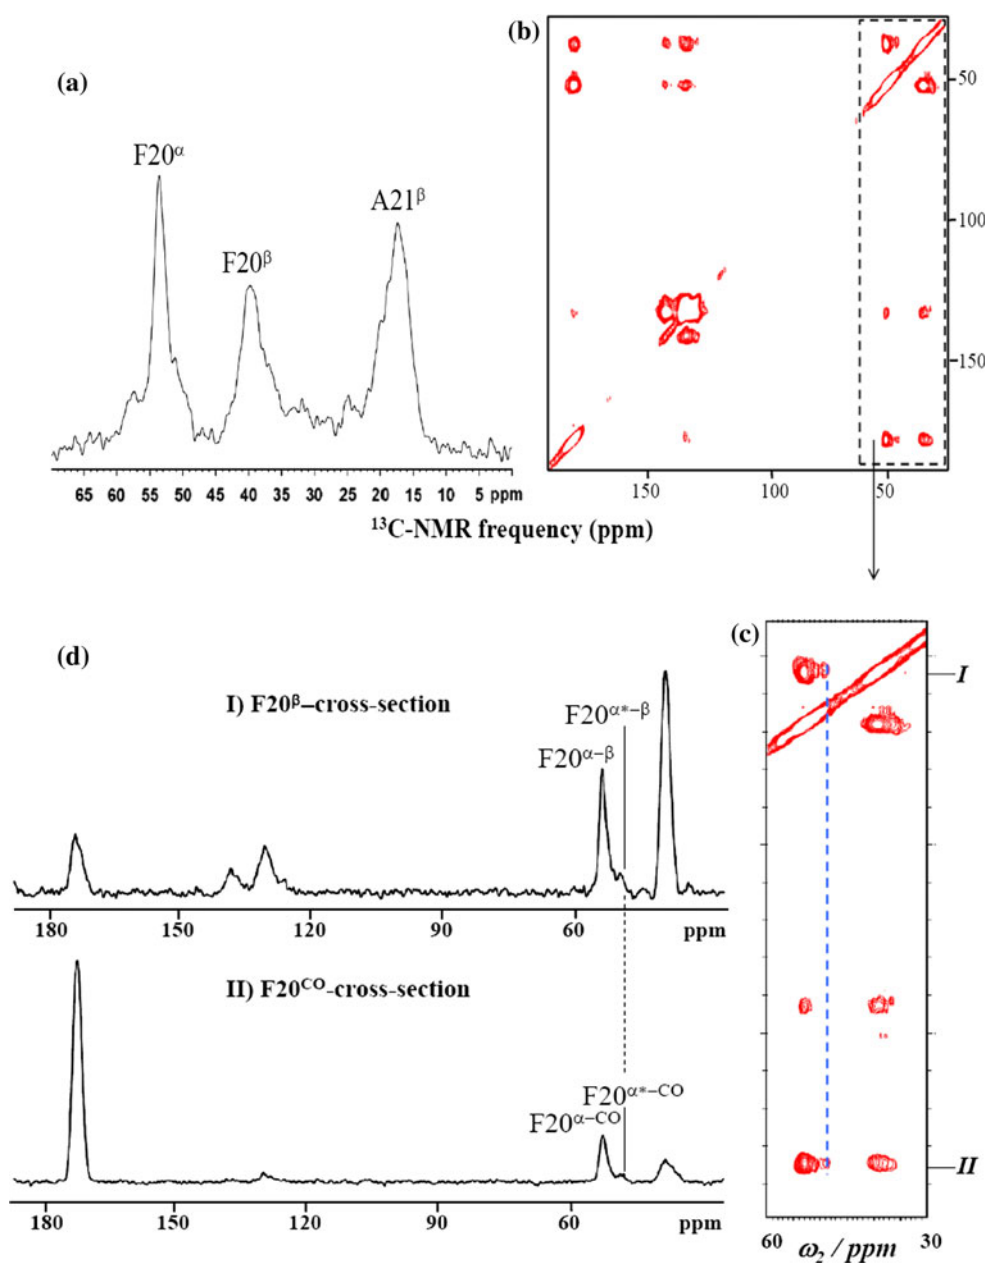 (a)
F20α
F20β
A21β
65 60 55 50 45 40 35 30 25 20 15 10 5 ppm
(b)
50
100
150
150 100 50
13C-NMR frequency (ppm)
(c)
I
II
60 30
ω2 / ppm
(d)
I) F20β–cross-section
F20α*–β
F20α–β
180 150 120 90 60 ppm
II) F20CO-cross-section
F20α*–CO
F20α–CO
180 150 120 90 60 ppm